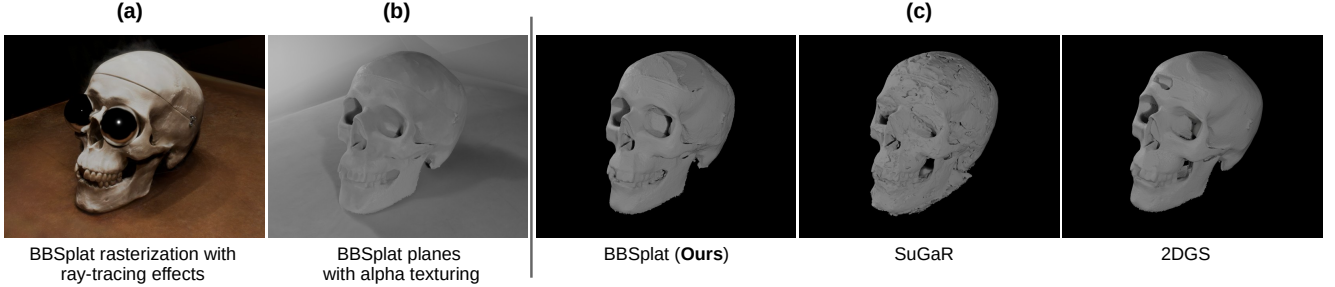 (a)
(b)
(c)
BBSplat rasterization with
ray-tracing effects
BBSplat planes
with alpha texturing
BBSplat (Ours)
SuGaR
2DGS